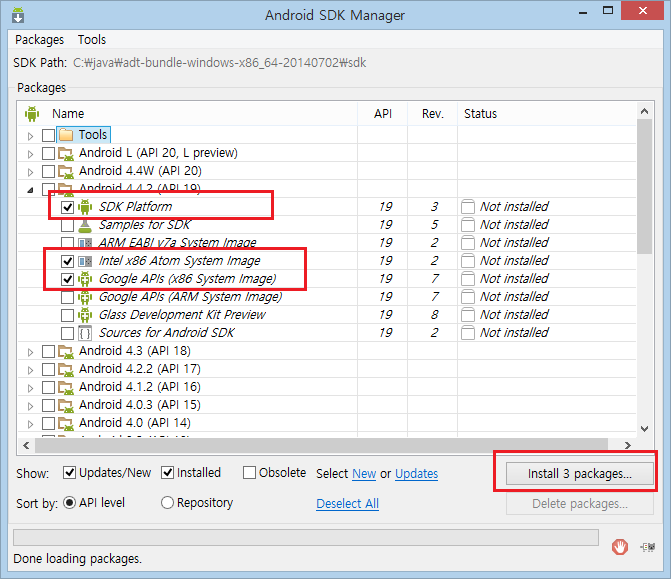 Android SDK Manager
Packages Tools
SDK Path: C:₩java₩adt-bundle-windows-x86_64-20140702₩sdk
Packages
Name API Rev. Status
Tools
Android L (API 20, L preview)
Android 4.4W (API 20)
Android 4.4.2 (API 19)
SDK Platform 19 3 Not installed
Samples for SDK 19 5 Not installed
ARM EABI v7a System Image 19 2 Not installed
Intel x86 Atom System Image 19 2 Not installed
Google APIs (x86 System Image) 19 7 Not installed
Google APIs (ARM System Image) 19 7 Not installed
Glass Development Kit Preview 19 8 Not installed
Sources for Android SDK 19 2 Not installed
Android 4.3 (API 18)
Android 4.2.2 (API 17)
Android 4.1.2 (API 16)
Android 4.0.3 (API 15)
Android 4.0 (API 14)
Show: Updates/New Installed Obsolete Select New or Updates Install 3 packages...
Sort by: API level Repository Deselect All Delete packages...
Done loading packages.